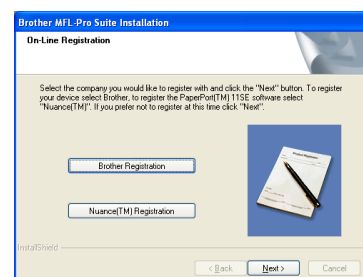 Brother MFL-Pro Suite Installation
On-Line Registration
Select the company you would like to register with and click the "Next" button. To register
your device select Brother, to register the PaperPort(TM) 11SE software select
"Nuance(TM)". If you prefer not to register at this time click "Next".
Brother Registration
Product Registration
Nuance(TM) Registration
InstallShield
< Back Next > Cancel